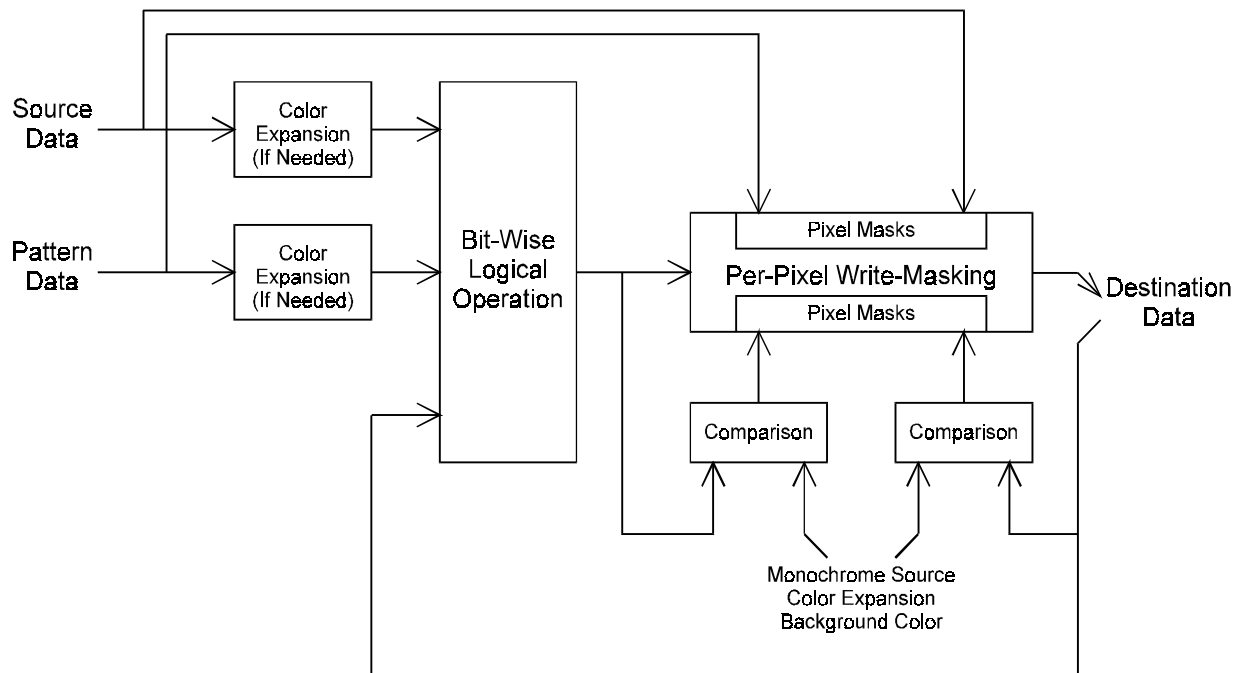 Source
Data
Color
Expansion
(If Needed)
Pattern
Data
Color
Expansion
(If Needed)
Bit-Wise
Logical
Operation
Pixel Masks
Per-Pixel Write-Masking
Pixel Masks
Destination
Data
Comparison
Comparison
Monochrome Source
Color Expansion
Background Color